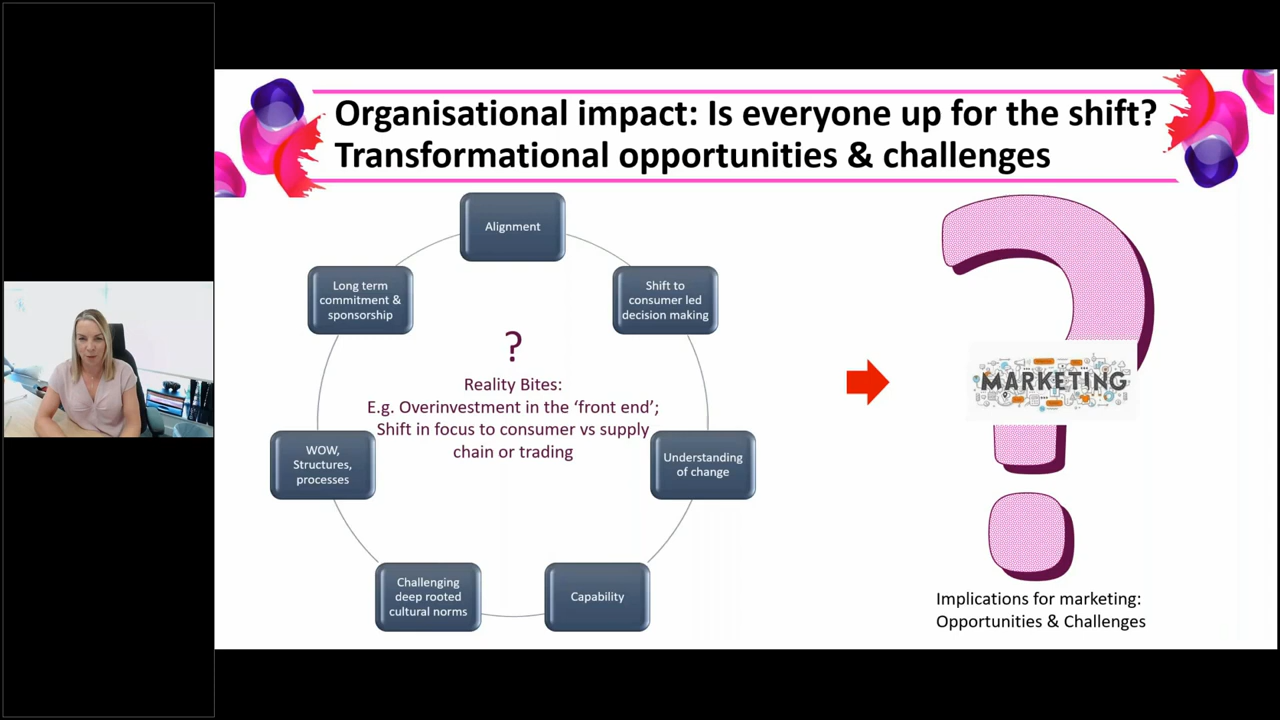 Organisational impact: Is everyone up for the shift?
Transformational opportunities & challenges
Alignment
Long term
commitment &
sponsorship
Shift to
consumer led
decision making
?
Reality Bites:
E.g. Overinvestment in the ‘front end’;
Shift in focus to consumer vs supply
chain or trading
WOW,
Structures,
processes
Understanding
of change
Challenging
deep rooted
cultural norms
Capability
?
MARKETING
Implications for marketing:
Opportunities & Challenges